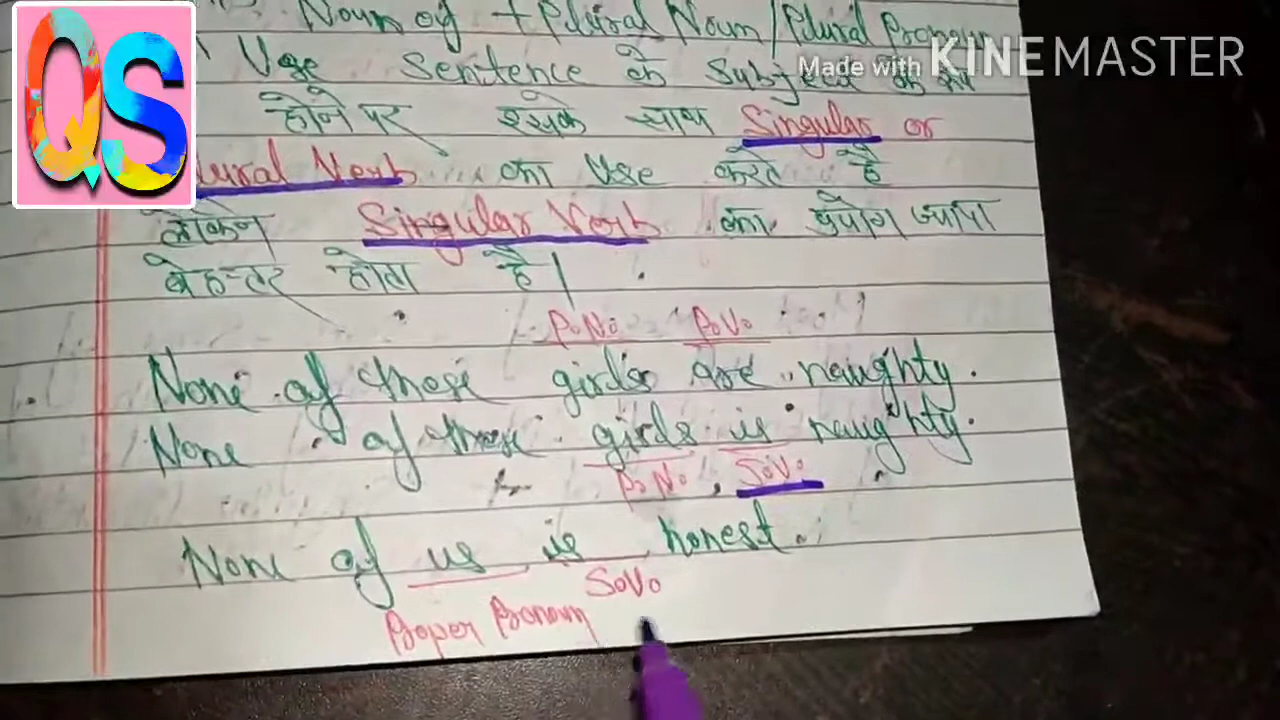 QS
Made with KINEMASTER
Noun of + Plural Noun / Plural Pronoun
Use Sentence के Subject के रूप
होने पर इसके साथ Singular or
lural Verb का Use करते है
लेकिन Singular Verb का प्रयोग ज्यादा
बेहतर होता है।
P.N. P.V.
None of these girls are naughty.
None of these girls is naughty.
P.N. S.V.
None of us is honest.
S.V.
Proper Pronoun